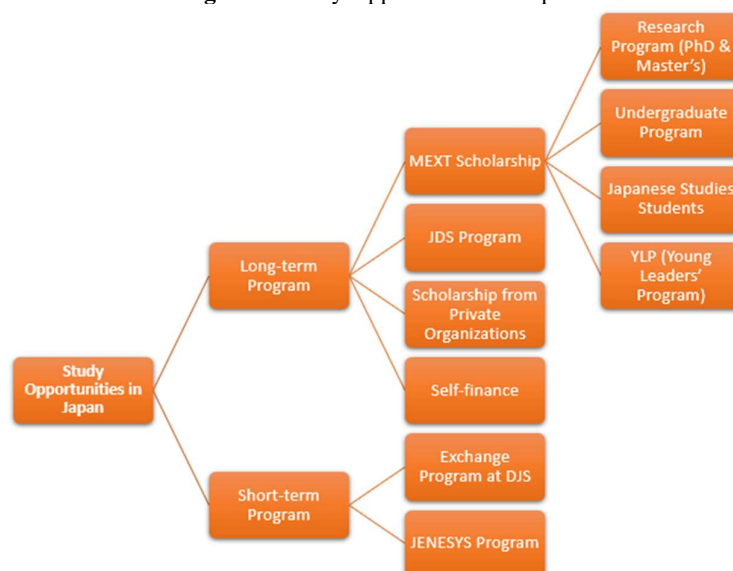 Research
Program (PhD &
Master's)
Undergraduate
Program
MEXT Scholarship
Japanese Studies
Students
JDS Program
YLP (Young
Leaders'
Program)
Long-term
Program
Scholarship from
Private
Organizations
Study
Opportunities in
Japan
Self-finance
Exchange
Program at DJS
Short-term
Program
JENESYS Program